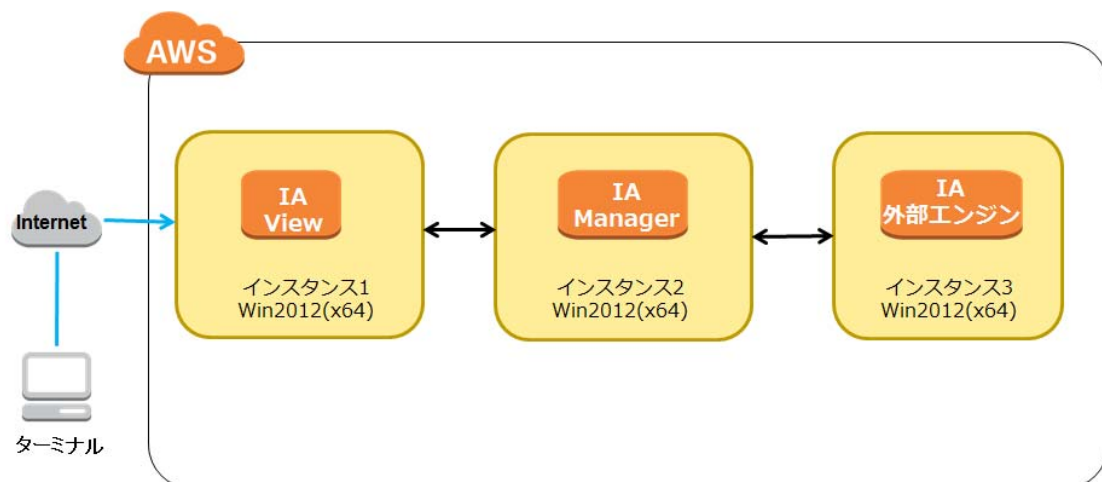 AWS
IA
View
インスタンス1
Win2012(x64)
IA
Manager
インスタンス2
Win2012(x64)
IA
外部エンジン
インスタンス3
Win2012(x64)
Internet
ターミナル